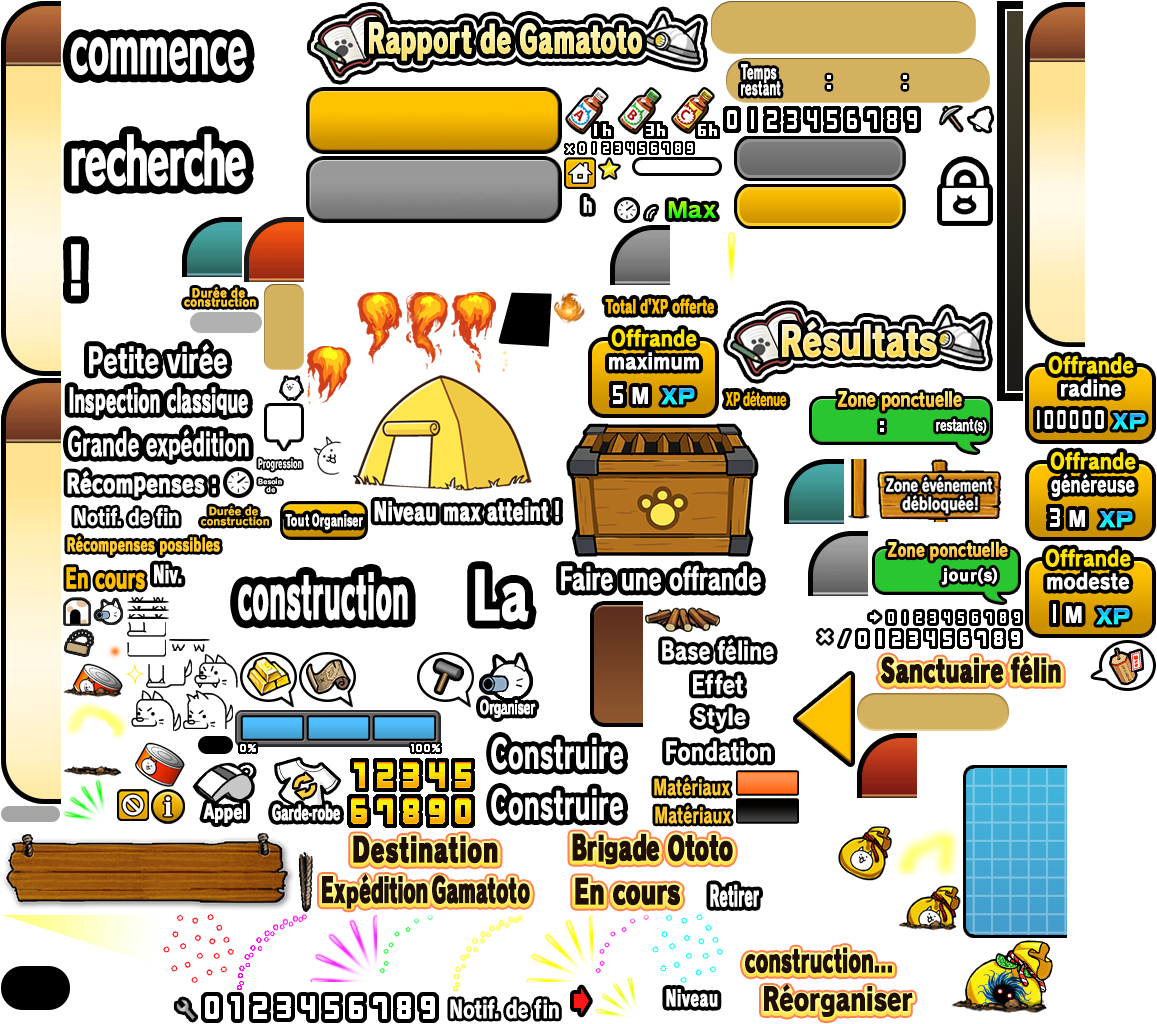 commence
Rapport de Gamatoto
Temps
restant
:
:
A
B
C
1h
3h
6h
0123456789
x0123456789
recherche
h
Max
!
Durée de
construction
Total d'XP offerte
Offrande
maximum
5 M XP
Résultats
Petite virée
Inspection classique
Grande expédition
Récompenses :
Notif. de fin
Récompenses possibles
En cours
Niv.
Progression
Besoin
de
Durée de
construction
Tout Organiser
Niveau max atteint !
XP détenue
Zone ponctuelle
:
restant(s)
Offrande
radine
100000 XP
Zone événement
débloquée!
Offrande
généreuse
3 M XP
Zone ponctuelle
jour(s)
Offrande
modeste
1 M XP
construction
La
Faire une offrande
0123456789
x/0123456789
Base féline
Effet
Style
Fondation
Matériaux
Matériaux
Sanctuaire félin
Organiser
0%
100%
Construire
Construire
Appel
Garde-robe
12345
67890
Destination
Expédition Gamatoto
Brigade Ototo
En cours
Retirer
construction...
Réorganiser
0123456789
Notif. de fin
Niveau